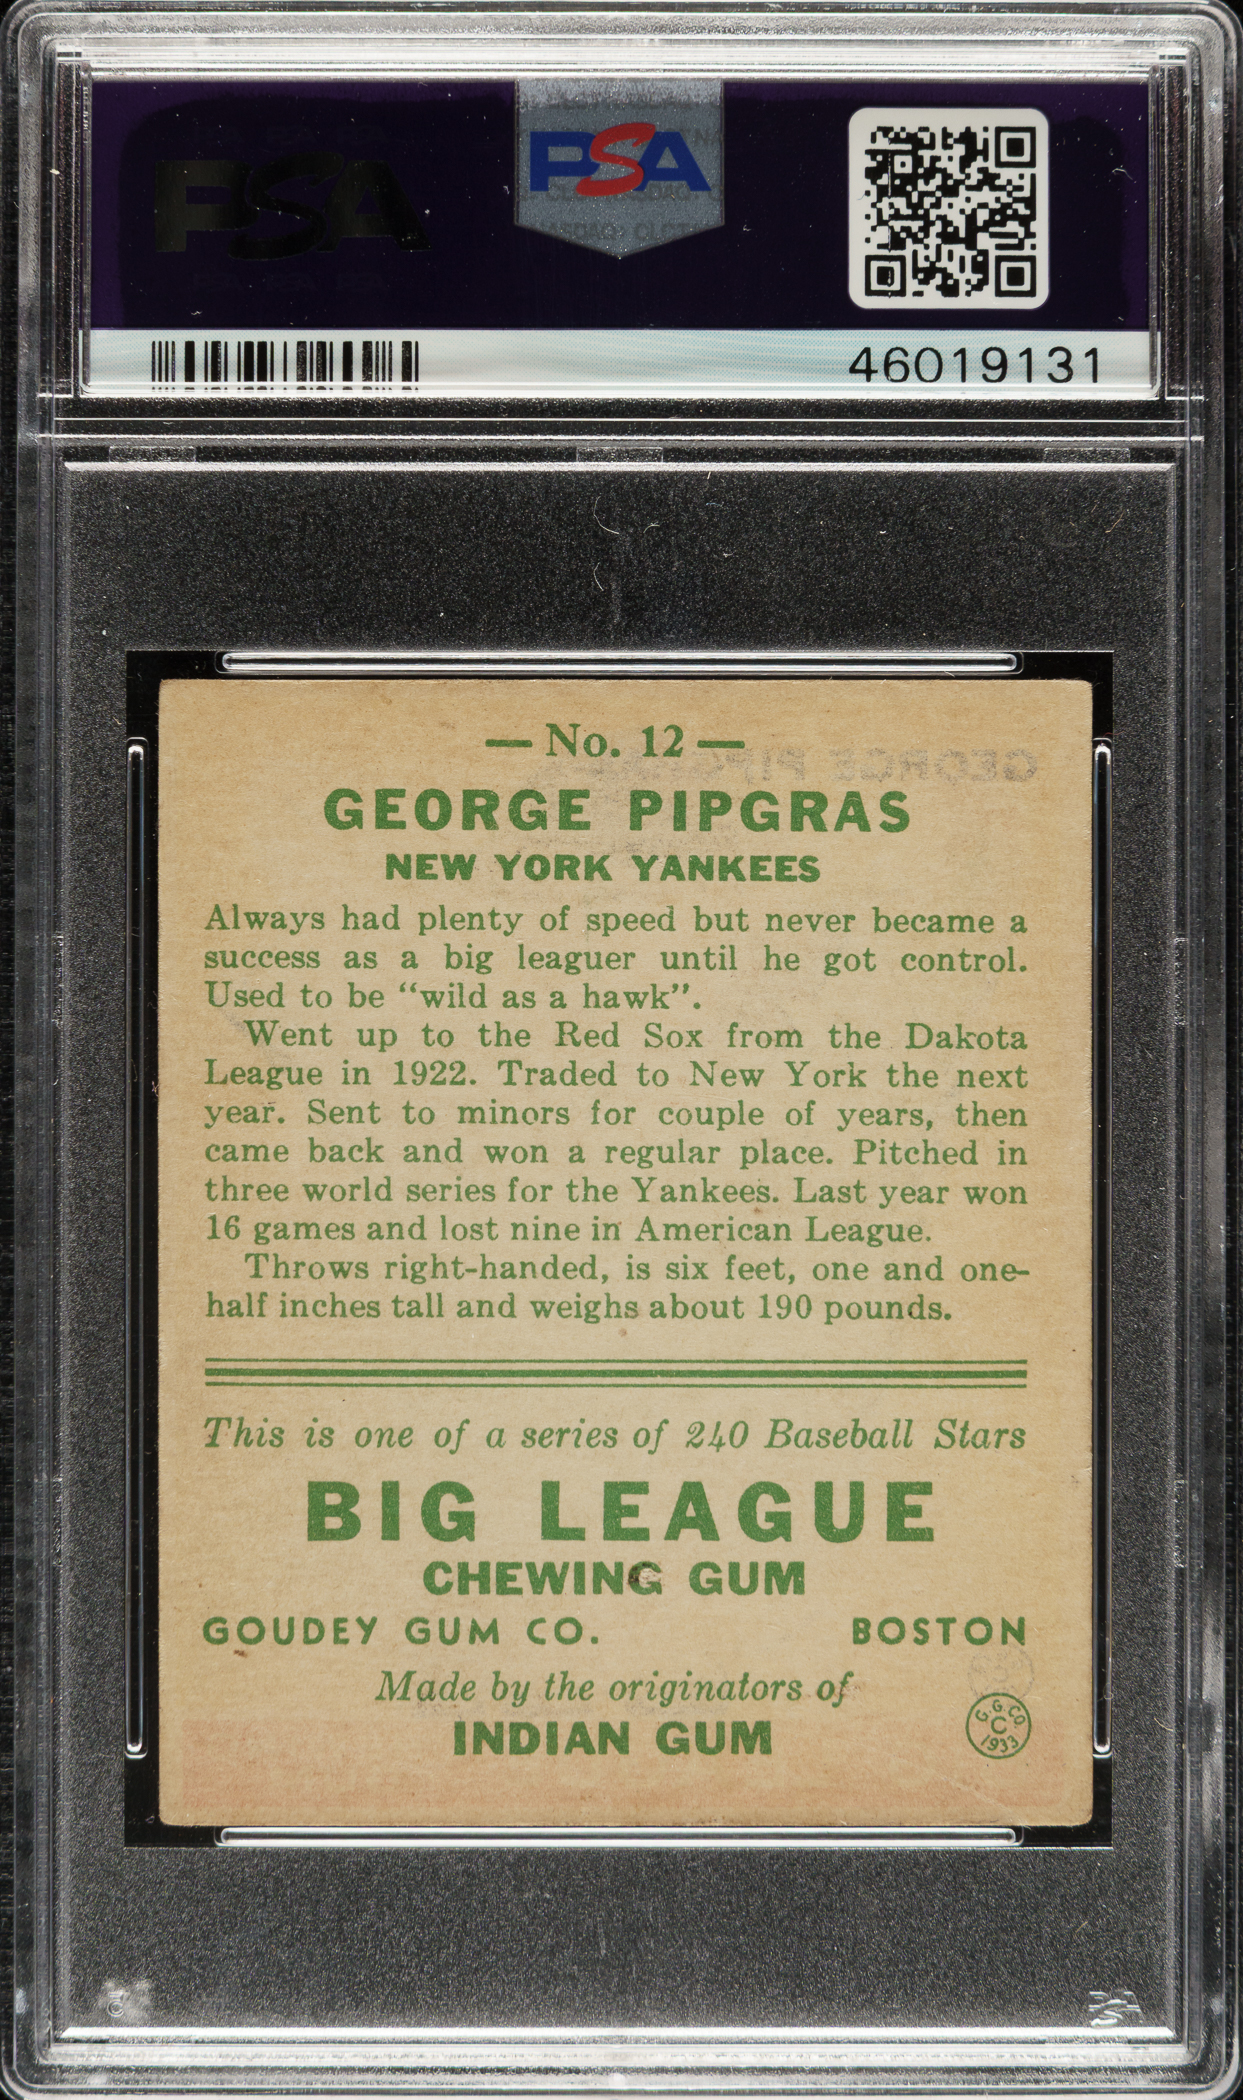 PSA
PSA
46019131
— No. 12 —
GEORGE PIPGRAS
GEORGE PIPGRAS
NEW YORK YANKEES
Always had plenty of speed but never became a
success as a big leaguer until he got control.
Used to be “wild as a hawk”.
Went up to the Red Sox from the Dakota
League in 1922. Traded to New York the next
year. Sent to minors for couple of years, then
came back and won a regular place. Pitched in
three world series for the Yankees. Last year won
16 games and lost nine in American League.
Throws right-handed, is six feet, one and one-
half inches tall and weighs about 190 pounds.
This is one of a series of 240 Baseball Stars
BIG LEAGUE
CHEWING GUM
GOUDEY GUM CO. BOSTON
Made by the originators of
INDIAN GUM
G. G. CO.
C
1933
PSA